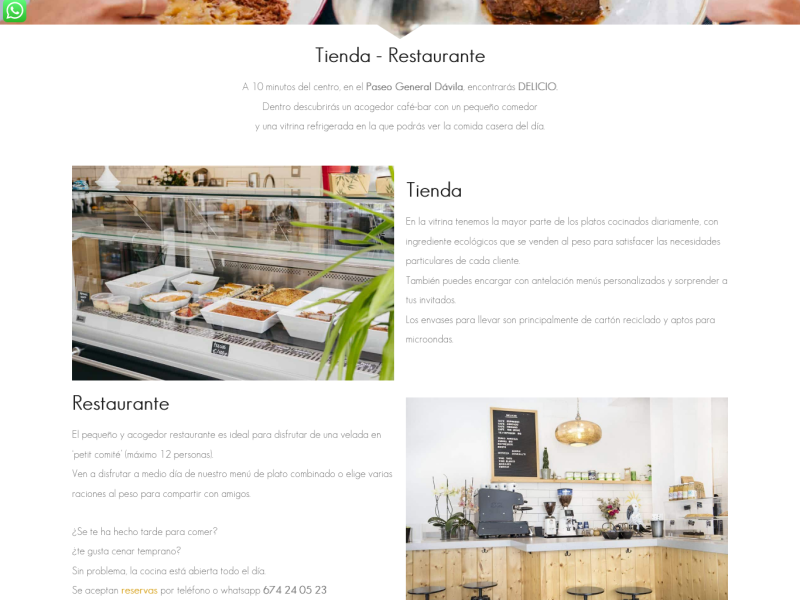 Tienda - Restaurante
A 10 minutos del centro, en el Paseo General Dávila, encontrarás DELICIO.
Dentro descubrirás un acogedor café-bar con un pequeño comedor
y una vitrina refrigerada en la que podrás ver la comida casera del día.
Tienda
En la vitrina tenemos la mayor parte de los platos cocinados diariamente, con
ingrediente ecológicos que se venden al peso para satisfacer las necesidades
particulares de cada cliente.
También puedes encargar con antelación menús personalizados y sorprender a
tus invitados.
Los envases para llevar son principalmente de cartón reciclado y aptos para
microondas.
Restaurante
El pequeño y acogedor restaurante es ideal para disfrutar de una velada en
'petit comité' (máximo 12 personas).
Ven a disfrutar a medio día de nuestro menú de plato combinado o elige varias
raciones al peso para compartir con amigos.
¿Se te ha hecho tarde para comer?
¿te gusta cenar temprano?
Sin problema, la cocina está abierta todo el día.
Se aceptan reservas por teléfono o whatsapp 674 24 05 23